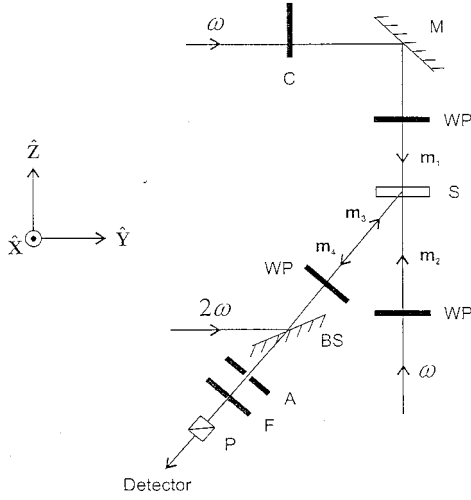 ω
C
M
WP
m₁
S
Ẑ
X̂
Ŷ
m₃
m₄
m₂
WP
WP
2ω
BS
ω
A
F
P
Detector